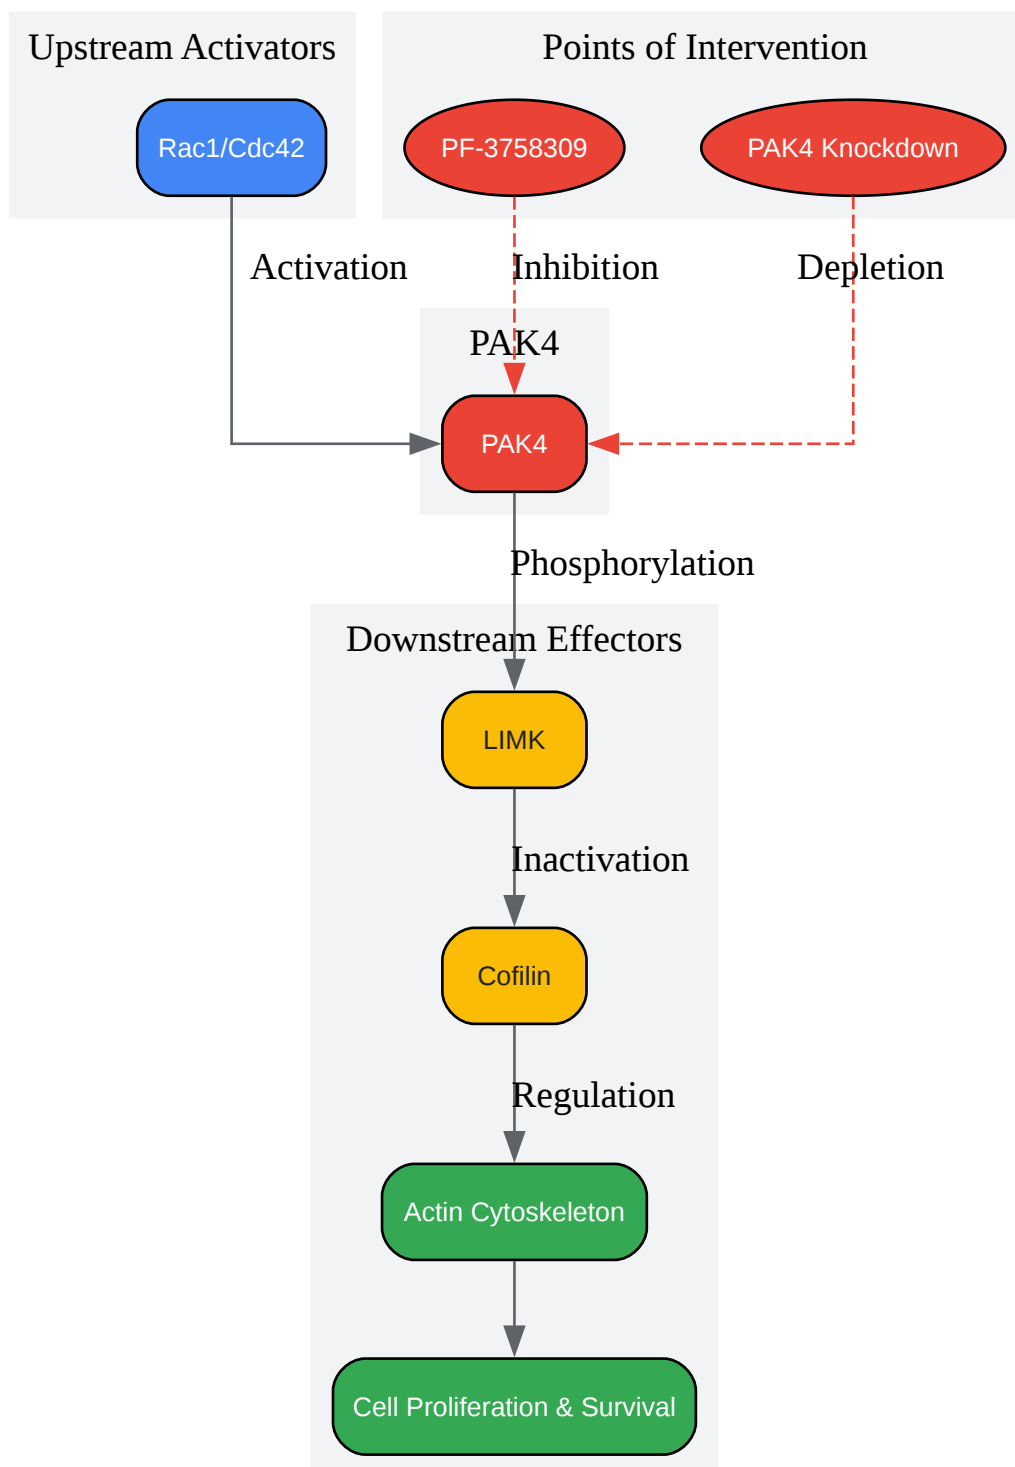 Upstream Activators
Points of Intervention
Rac1/Cdc42
PF-3758309
PAK4 Knockdown
Activation
Inhibition
Depletion
PAK4
PAK4
Phosphorylation
Downstream Effectors
LIMK
Inactivation
Cofilin
Regulation
Actin Cytoskeleton
Cell Proliferation & Survival